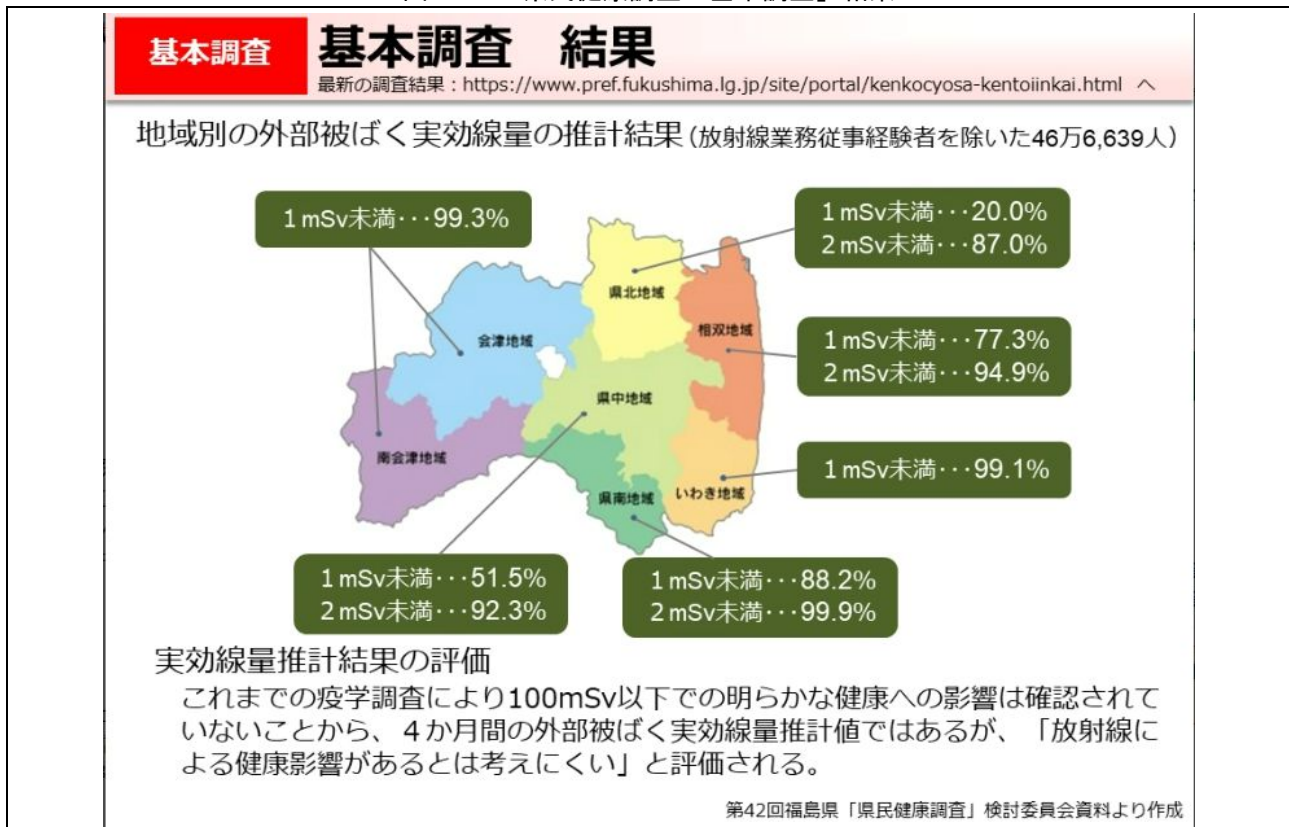 基本調査
基本調査 結果
最新の調査結果：https://www.pref.fukushima.lg.jp/site/portal/kenkocyosa-kentoiinkai.html へ
地域別の外部被ばく実効線量の推計結果（放射線業務従事経験者を除いた46万6,639人）
1 mSv未満･･･99.3%
1 mSv未満･･･20.0%
2 mSv未満･･･87.0%
県北地域
相双地域
会津地域
1 mSv未満･･･77.3%
2 mSv未満･･･94.9%
県中地域
南会津地域
1 mSv未満･･･99.1%
県南地域
いわき地域
1 mSv未満･･･51.5%
2 mSv未満･･･92.3%
1 mSv未満･･･88.2%
2 mSv未満･･･99.9%
実効線量推計結果の評価
これまでの疫学調査により100mSv以下での明らかな健康への影響は確認されて
いないことから、４か月間の外部被ばく実効線量推計値ではあるが、「放射線に
よる健康影響があるとは考えにくい」と評価される。
第42回福島県「県民健康調査」検討委員会資料より作成